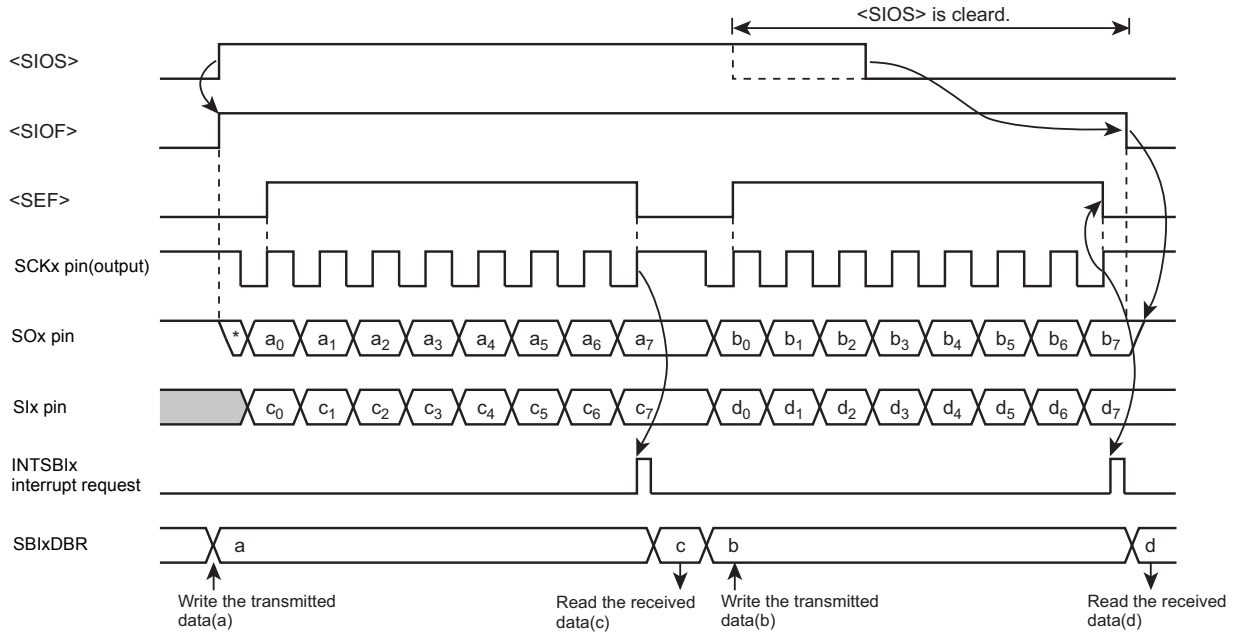 <SIOS> is cleard.
<SIOS>
<SIOF>
<SEF>
SCKx pin(output)
SOx pin
* a0 a1 a2 a3 a4 a5 a6 a7 b0 b1 b2 b3 b4 b5 b6 b7
SIx pin
c0 c1 c2 c3 c4 c5 c6 c7 d0 d1 d2 d3 d4 d5 d6 d7
INTSBIx
interrupt request
SBIxDBR
a c b d
Write the transmitted
data(a)
Read the received
data(c)
Write the transmitted
data(b)
Read the received
data(d)